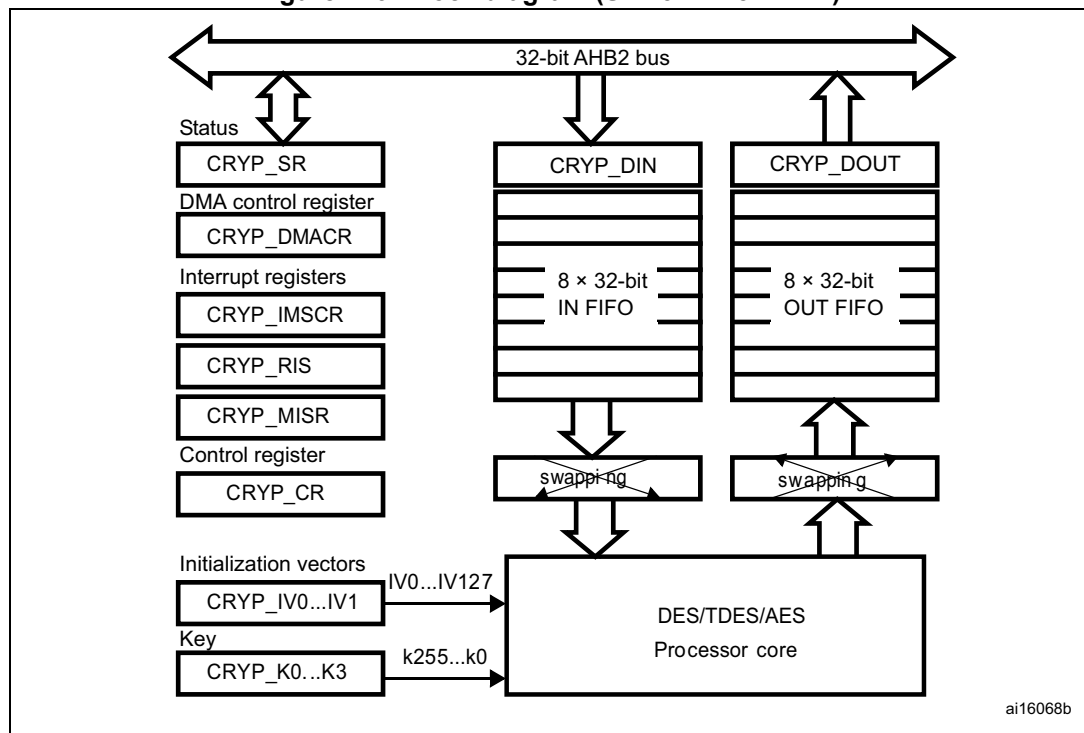 32-bit AHB2 bus
Status
CRYP_SR
DMA control register
CRYP_DMACR
Interrupt registers
CRYP_IMSCR
CRYP_RIS
CRYP_MISR
Control register
CRYP_CR
Initialization vectors
CRYP_IV0...IV1
Key
CRYP_K0...K3
CRYP_DIN
8 × 32-bit
IN FIFO
swapping
CRYP_DOUT
8 × 32-bit
OUT FIFO
swapping
IV0...IV127
k255...k0
DES/TDES/AES
Processor core
ai16068b